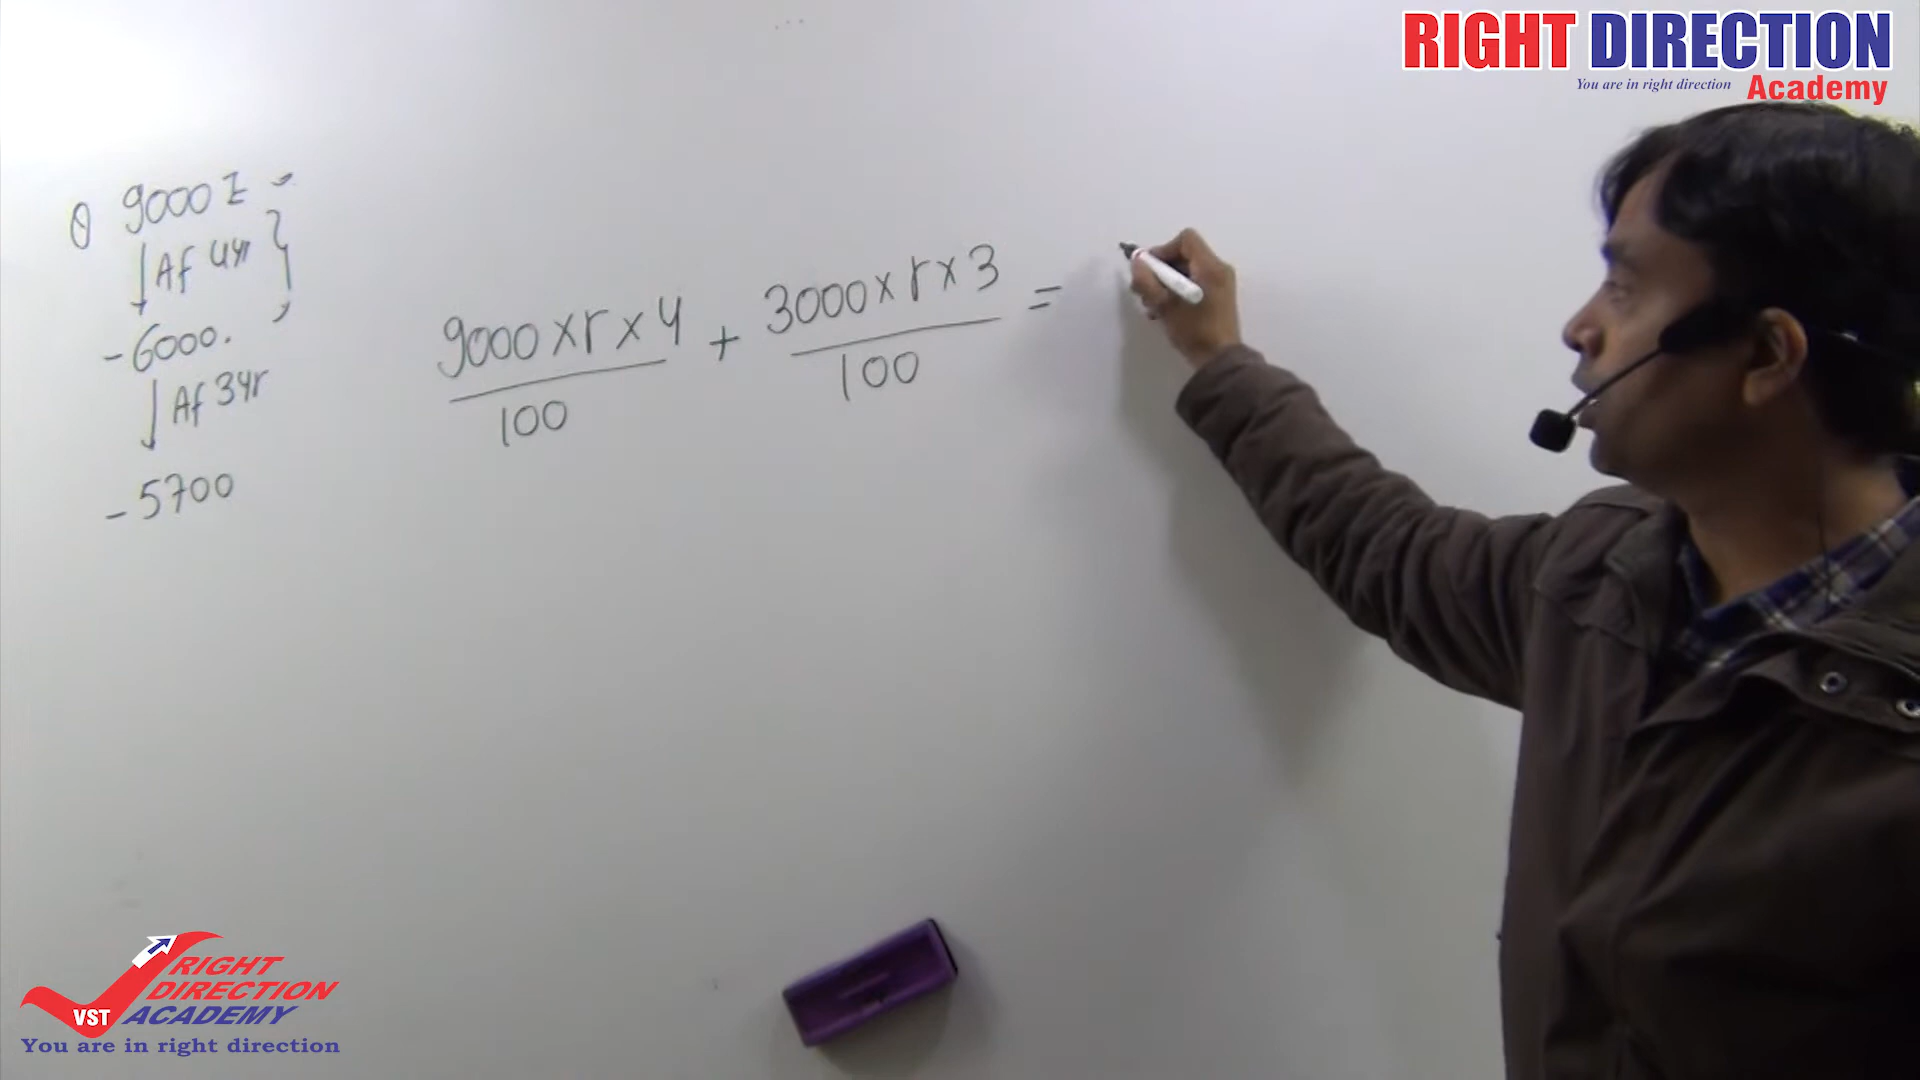 RIGHT DIRECTION
You are in right direction Academy
9000
Af 4yr
-6000.
Af 3yr
-5700
9000×r×4 + 3000×r×3 =
100 100
RIGHT
DIRECTION
VST ACADEMY
You are in right direction